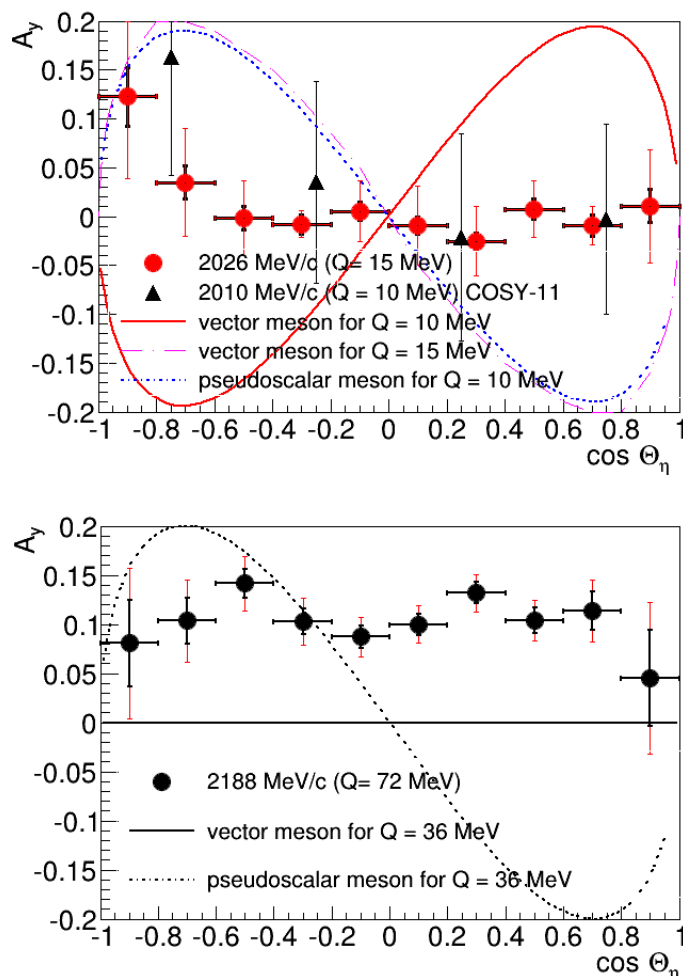 A_y
0.2
0.15
0.1
0.05
0
-0.05
-0.1
-0.15
-0.2
2026 MeV/c (Q= 15 MeV)
2010 MeV/c (Q = 10 MeV) COSY-11
vector meson for Q = 10 MeV
vector meson for Q = 15 MeV
pseudoscalar meson for Q = 10 MeV
-1 -0.8 -0.6 -0.4 -0.2 0 0.2 0.4 0.6 0.8 1
cos Θ_η
A_y
0.2
0.15
0.1
0.05
0
-0.05
-0.1
-0.15
-0.2
2188 MeV/c (Q= 72 MeV)
vector meson for Q = 36 MeV
pseudoscalar meson for Q = 36 MeV
-1 -0.8 -0.6 -0.4 -0.2 0 0.2 0.4 0.6 0.8 1
cos Θ_η